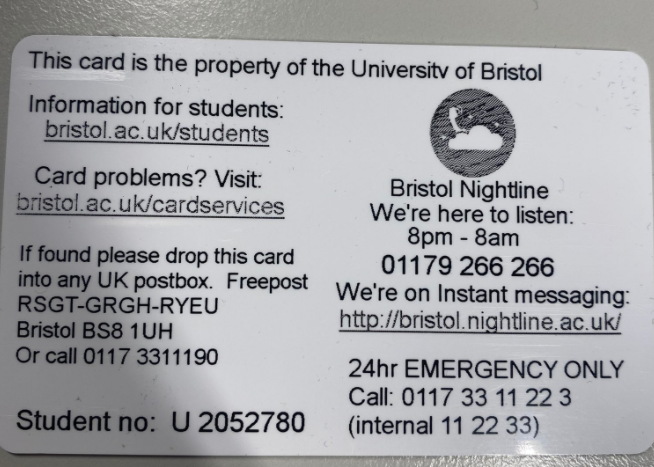 This card is the property of the University of Bristol
Information for students:
bristol.ac.uk/students
Card problems? Visit:
bristol.ac.uk/cardservices
If found please drop this card
into any UK postbox. Freepost
RSGT-GRGH-RYEU
Bristol BS8 1UH
Or call 0117 3311190
Student no: U 2052780
Bristol Nightline
We're here to listen:
8pm - 8am
01179 266 266
We're on Instant messaging:
http://bristol.nightline.ac.uk/
24hr EMERGENCY ONLY
Call: 0117 33 11 22 3
(internal 11 22 33)